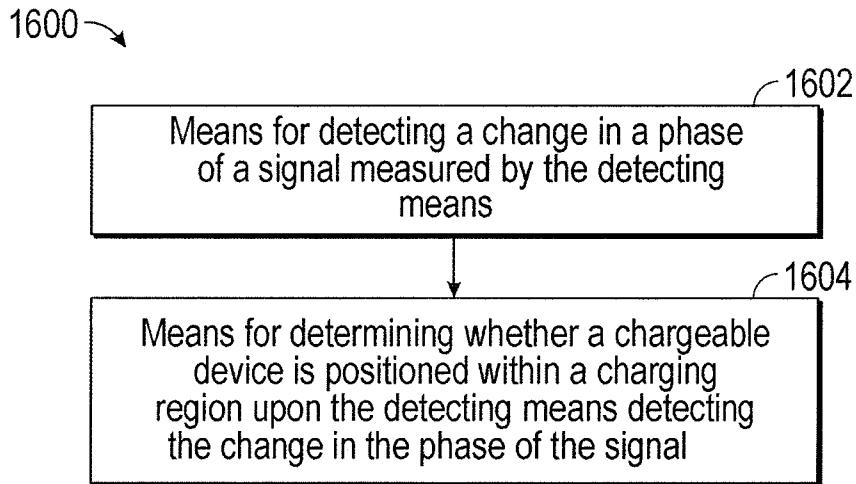 1600
1602
Means for detecting a change in a phase
of a signal measured by the detecting
means
1604
Means for determining whether a chargeable
device is positioned within a charging
region upon the detecting means detecting
the change in the phase of the signal